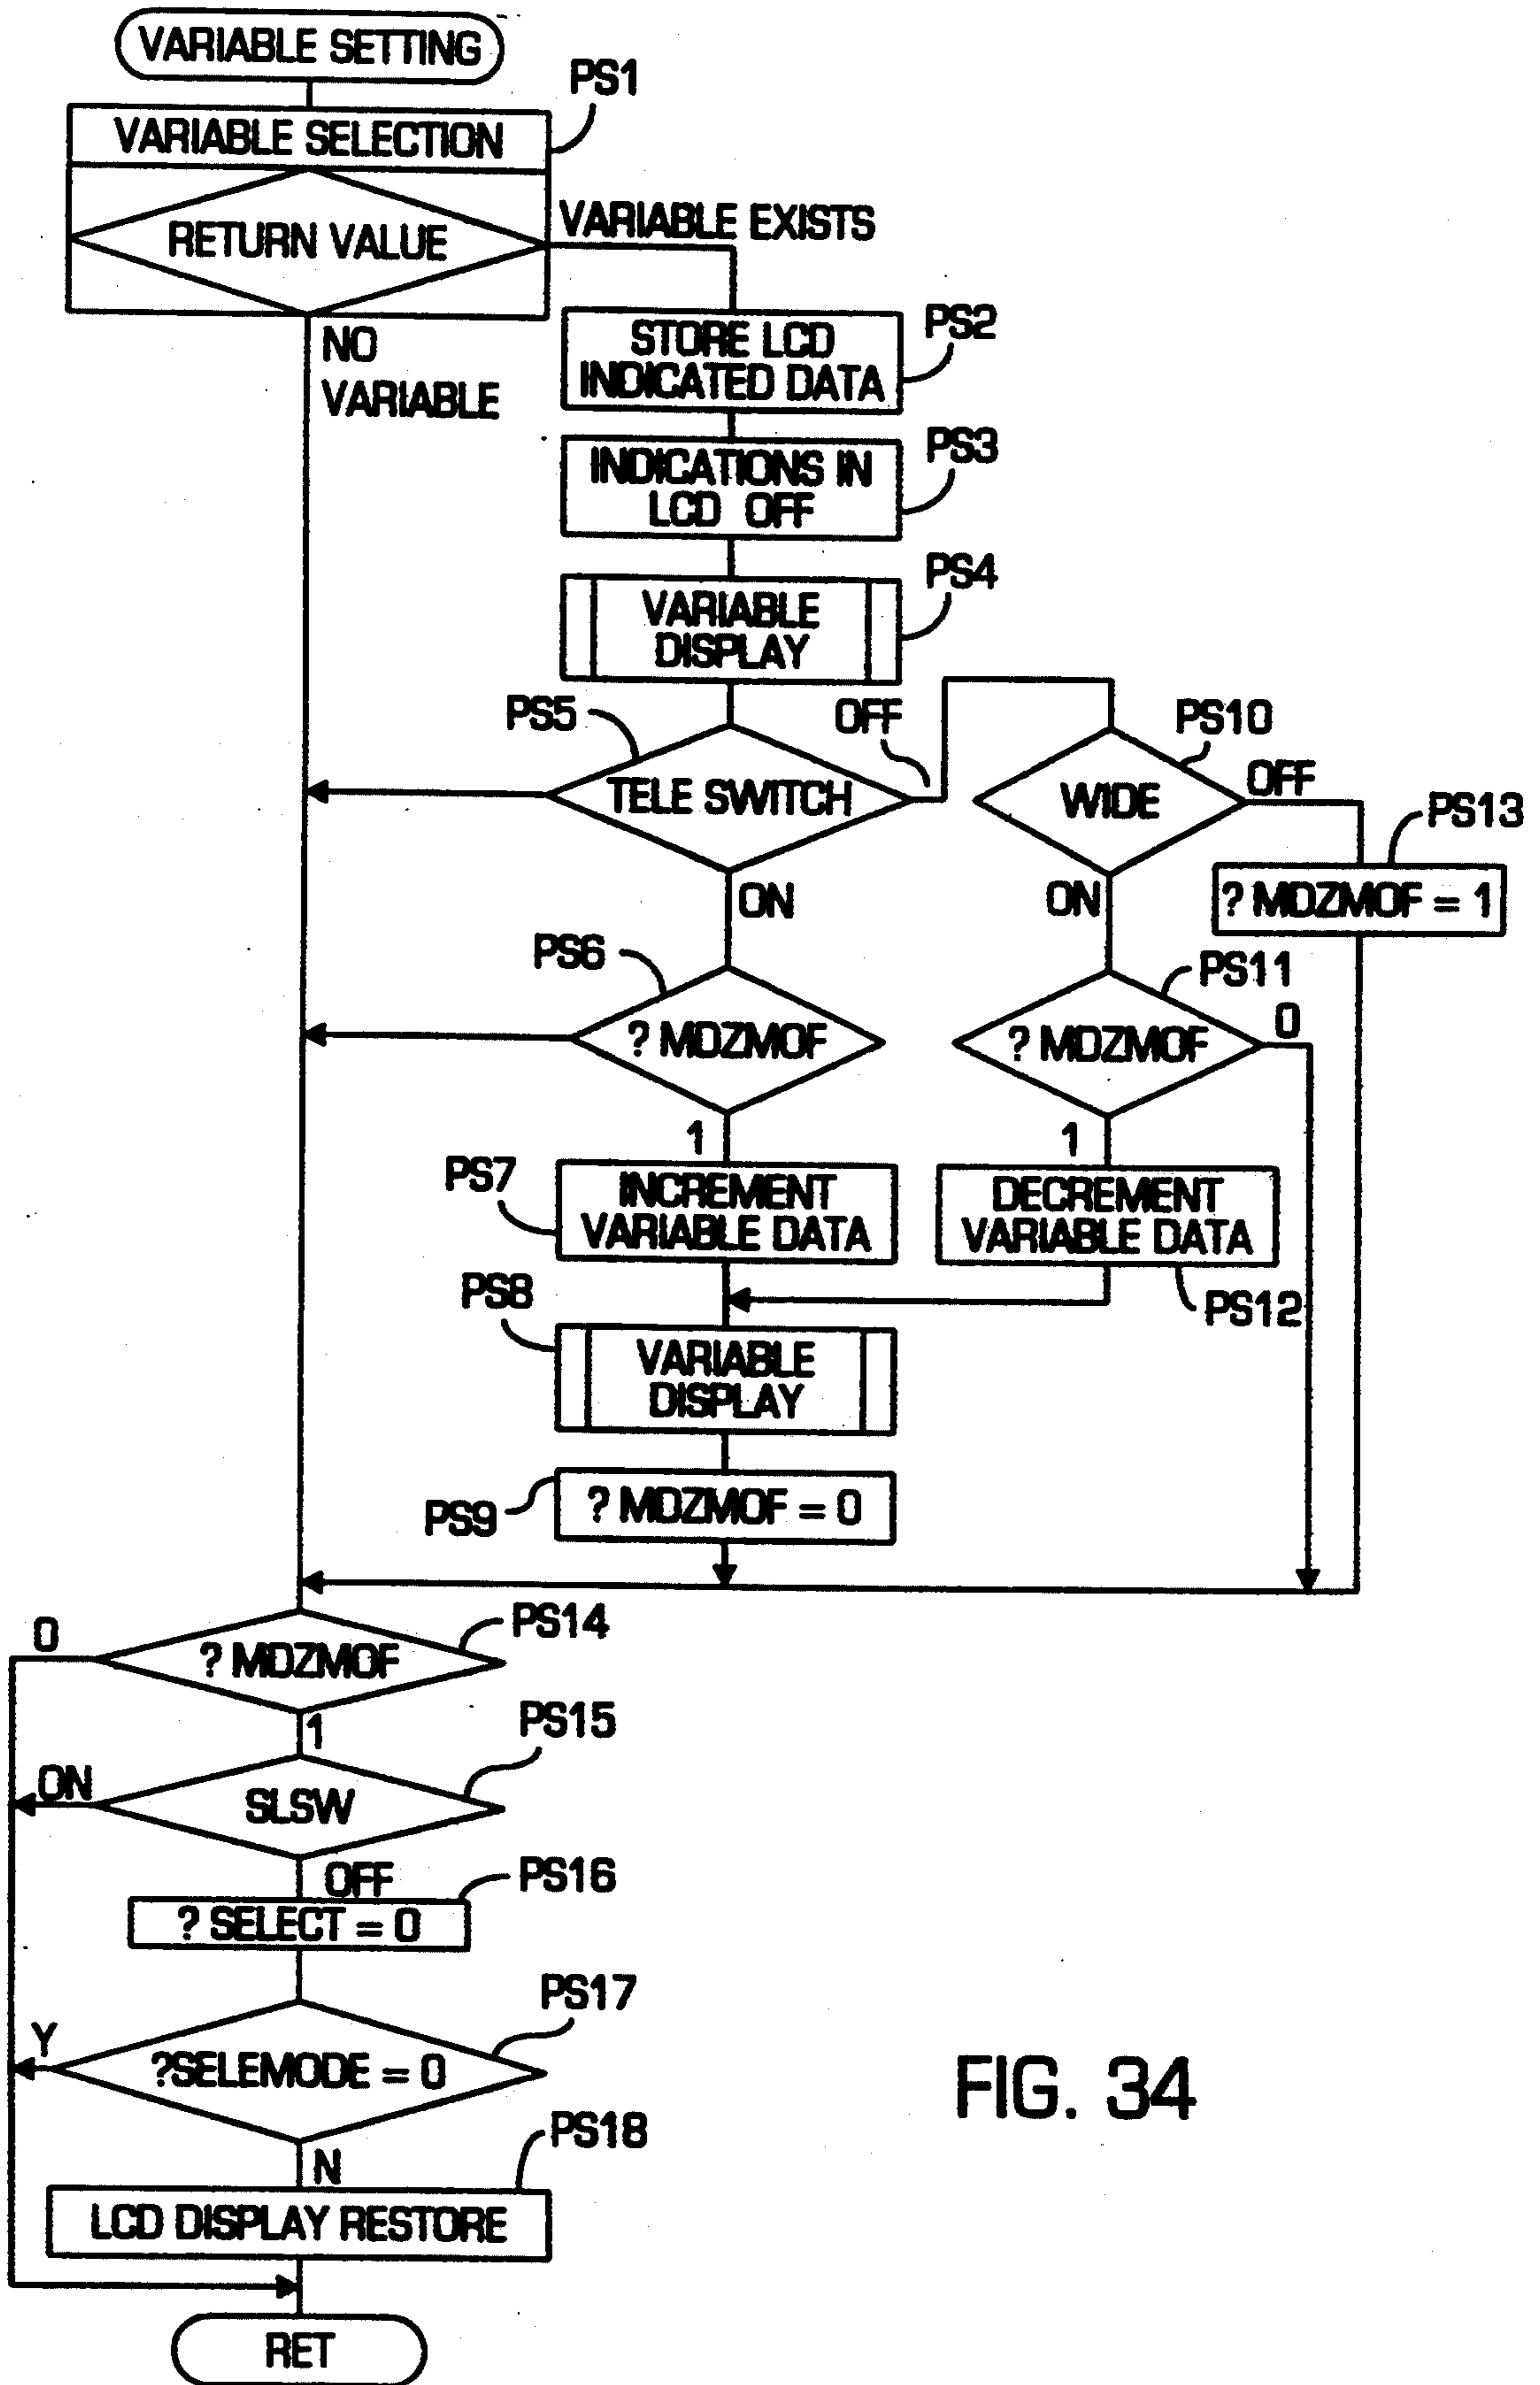 VARIABLE SETTING
PS1
VARIABLE SELECTION
RETURN VALUE
VARIABLE EXISTS
NO
VARIABLE
PS2
STORE LCD
INDICATED DATA
PS3
INDICATIONS IN
LCD OFF
PS4
VARIABLE
DISPLAY
PS5
OFF
TELE SWITCH
ON
PS10
WIDE
OFF
ON
PS13
? MDZMOF = 1
PS6
? MDZMOF
1
PS11
? MDZMOF
0
1
PS7
INCREMENT
VARIABLE DATA
DECREMENT
VARIABLE DATA
PS12
PS8
VARIABLE
DISPLAY
PS9
? MDZMOF = 0
PS14
0
? MDZMOF
1
PS15
ON
SLSW
OFF
PS16
? SELECT = 0
PS17
Y
?SELEMODE = 0
N
PS18
LCD DISPLAY RESTORE
RET
FIG. 34